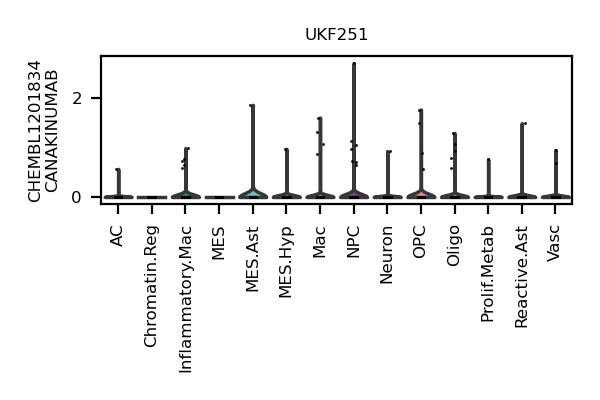 UKF251
CHEMBL1201834
CANAKINUMAB
2
0
AC
Chromatin.Reg
Inflammatory.Mac
MES
MES.Ast
MES.Hyp
Mac
NPC
Neuron
OPC
Oligo
Prolif.Metab
Reactive.Ast
Vasc